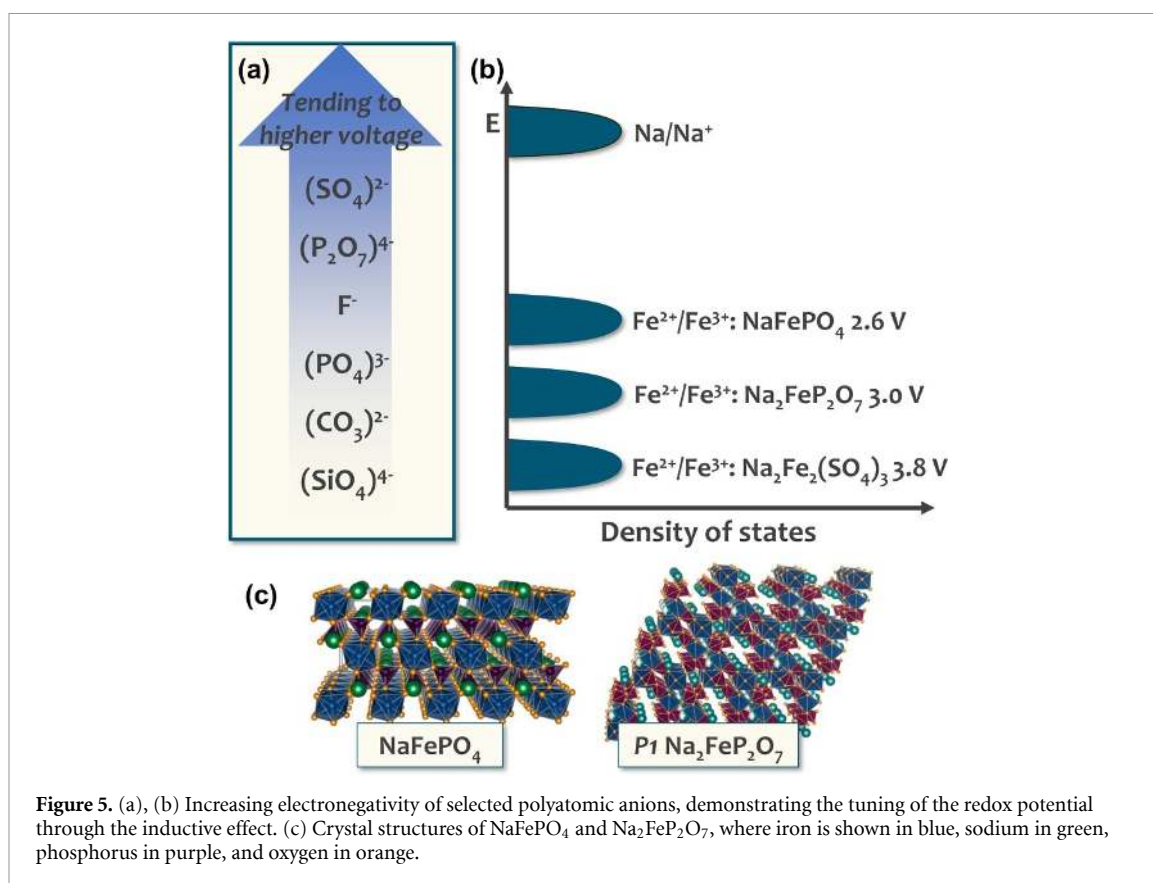 (a)
Tending to
higher voltage
(SO₄)²⁻
(P₂O₇)⁴⁻
F⁻
(PO₄)³⁻
(CO₃)²⁻
(SiO₄)⁴⁻
(b)
E
Na/Na⁺
Fe²⁺/Fe³⁺: NaFePO₄ 2.6 V
Fe²⁺/Fe³⁺: Na₂FeP₂O₇ 3.0 V
Fe²⁺/Fe³⁺: Na₂Fe₂(SO₄)₃ 3.8 V
Density of states
(c)
NaFePO₄
P1 Na₂FeP₂O₇
Figure 5. (a), (b) Increasing electronegativity of selected polyatomic anions, demonstrating the tuning of the redox potential
through the inductive effect. (c) Crystal structures of NaFePO₄ and Na₂FeP₂O₇, where iron is shown in blue, sodium in green,
phosphorus in purple, and oxygen in orange.